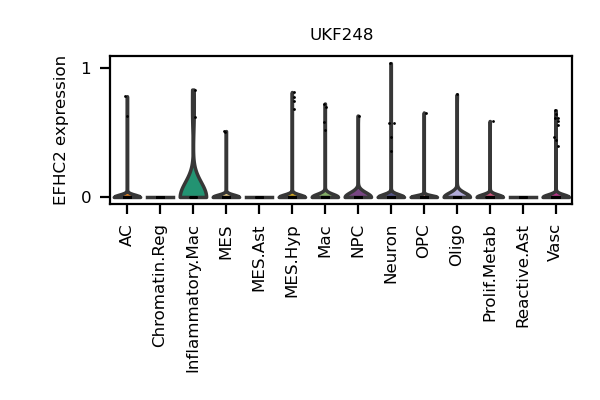 UKF248
EFHC2 expression
1
0
AC
Chromatin.Reg
Inflammatory.Mac
MES
MES.Ast
MES.Hyp
Mac
NPC
Neuron
OPC
Oligo
Prolif.Metab
Reactive.Ast
Vasc